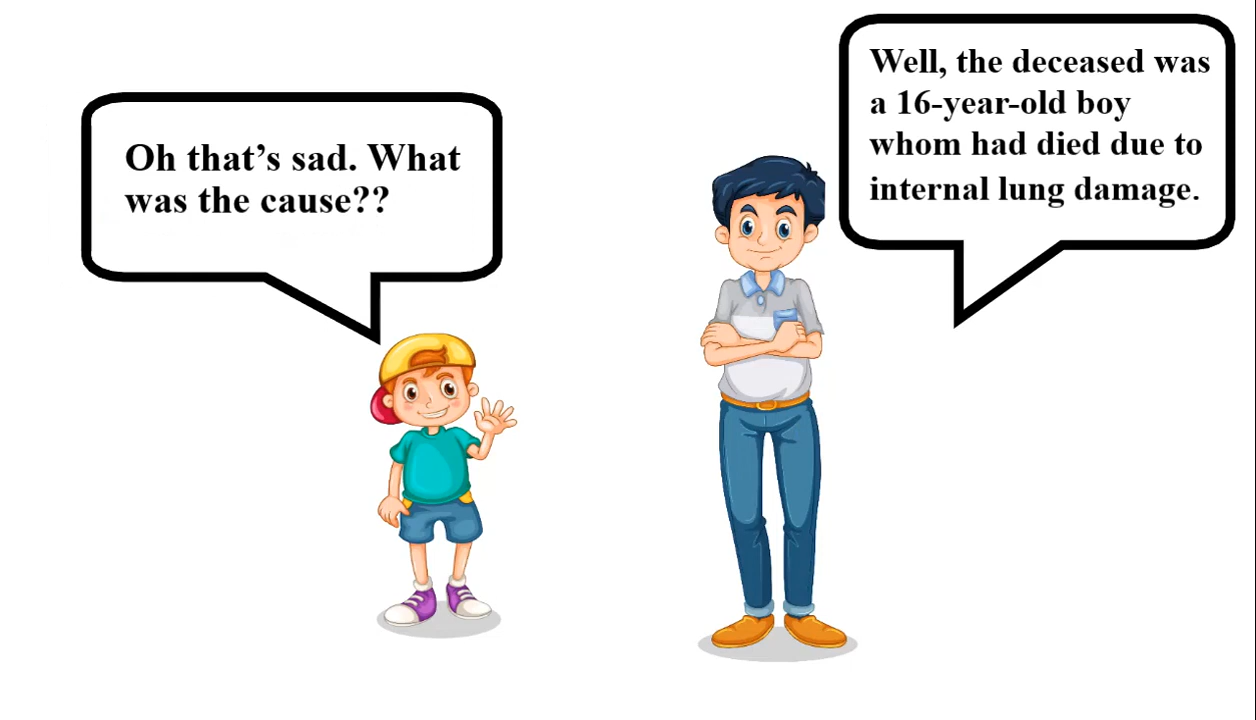 Oh that’s sad. What
was the cause??
Well, the deceased was
a 16-year-old boy
whom had died due to
internal lung damage.